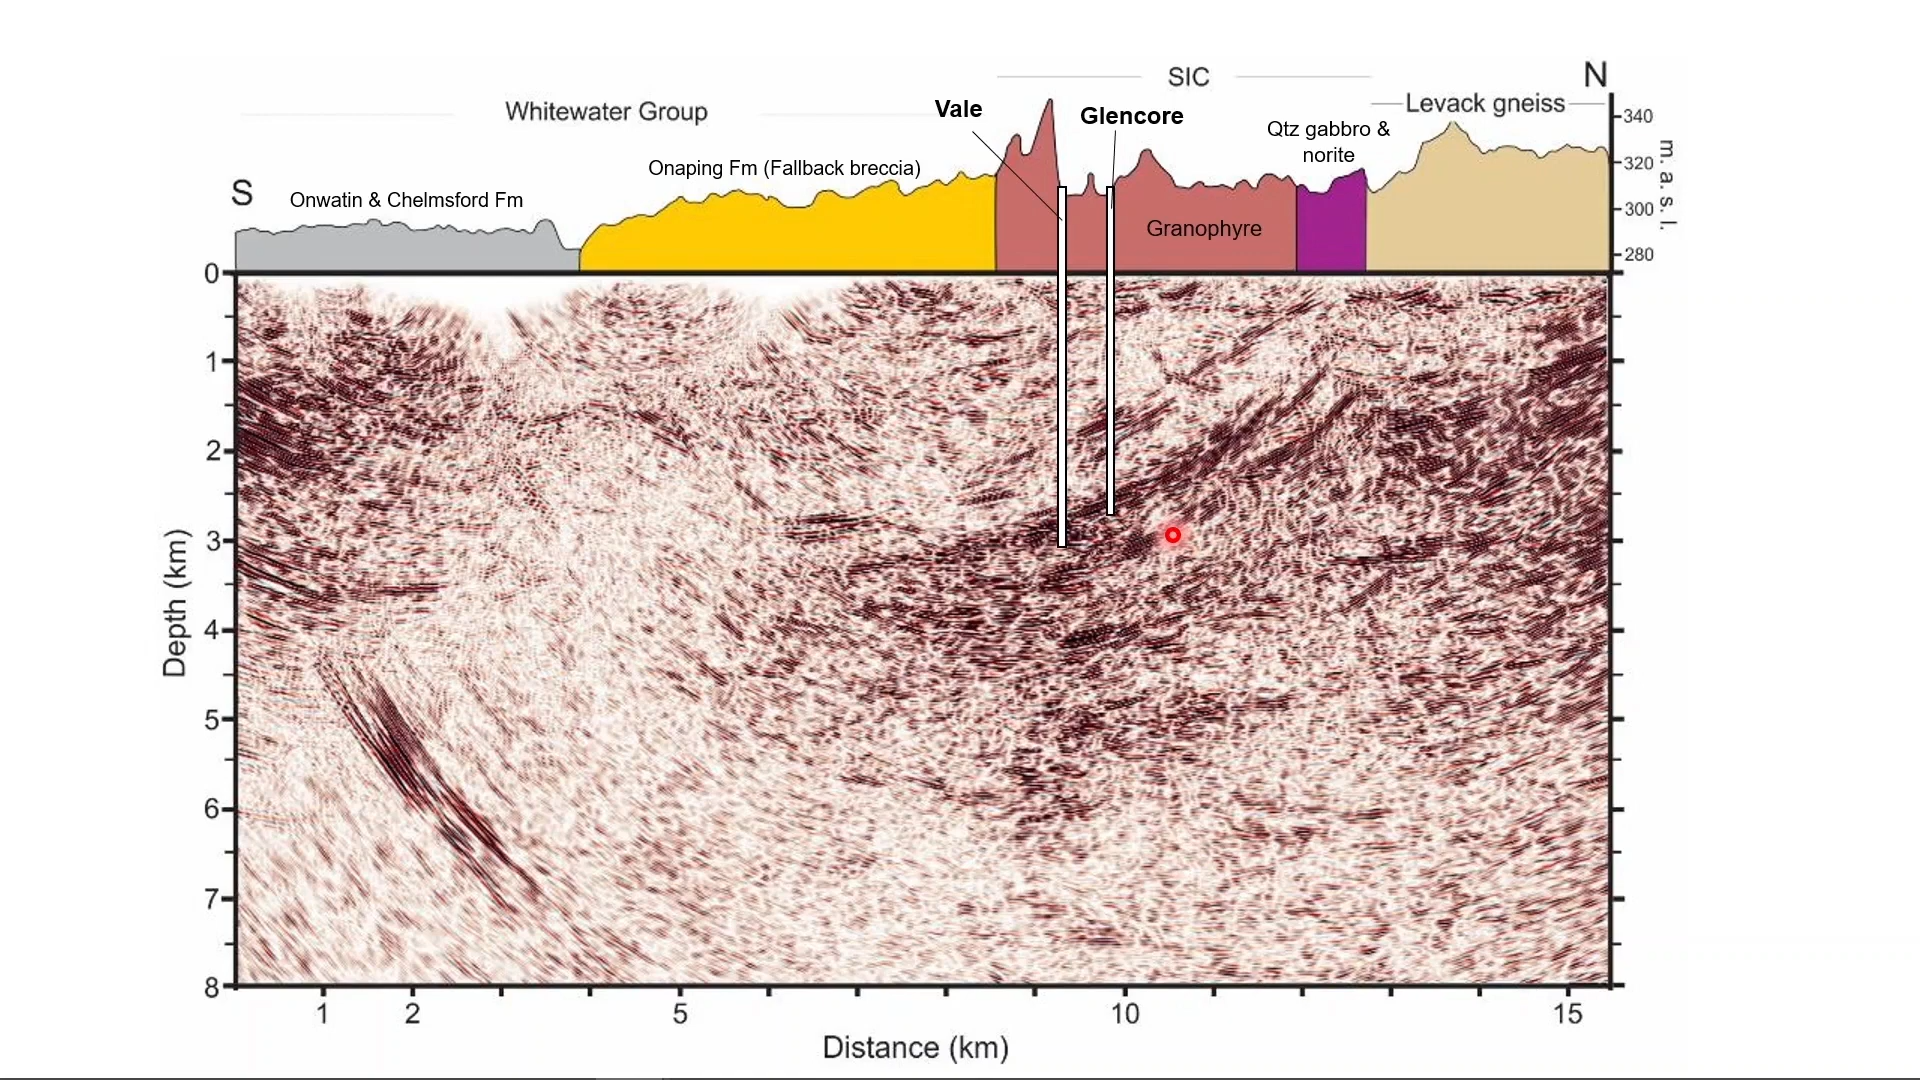 SIC
N
Whitewater Group
Vale
Glencore
Levack gneiss
340
Qtz gabbro &
norite
320
Onaping Fm (Fallback breccia)
S
Onwatin & Chelmsford Fm
300
Granophyre
280
m. a. s. l.
0
1
2
3
4
5
6
7
8
Depth (km)
1
2
5
10
15
Distance (km)